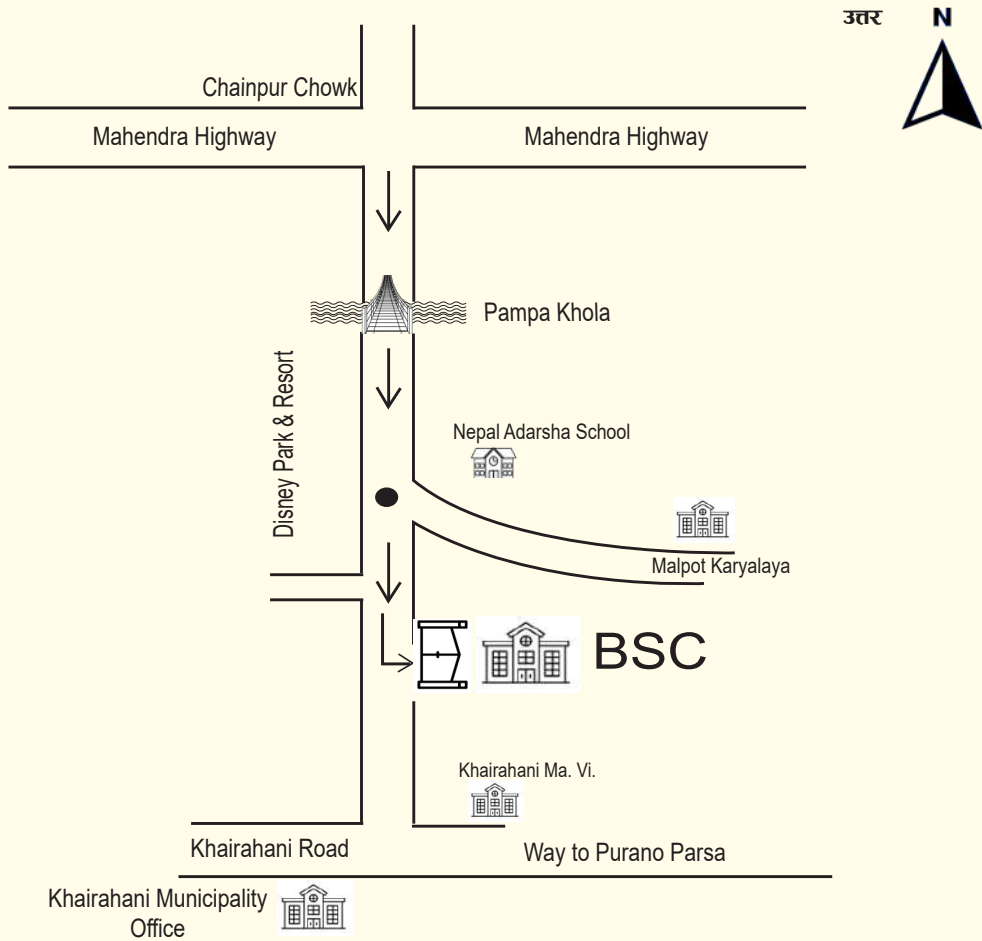 उत्तर N
Chainpur Chowk
Mahendra Highway Mahendra Highway
Pampa Khola
Disney Park & Resort
Nepal Adarsha School
Malpot Karyalaya
BSC
Khairahani Ma. Vi.
Khairahani Road
Way to Purano Parsa
Khairahani Municipality
Office